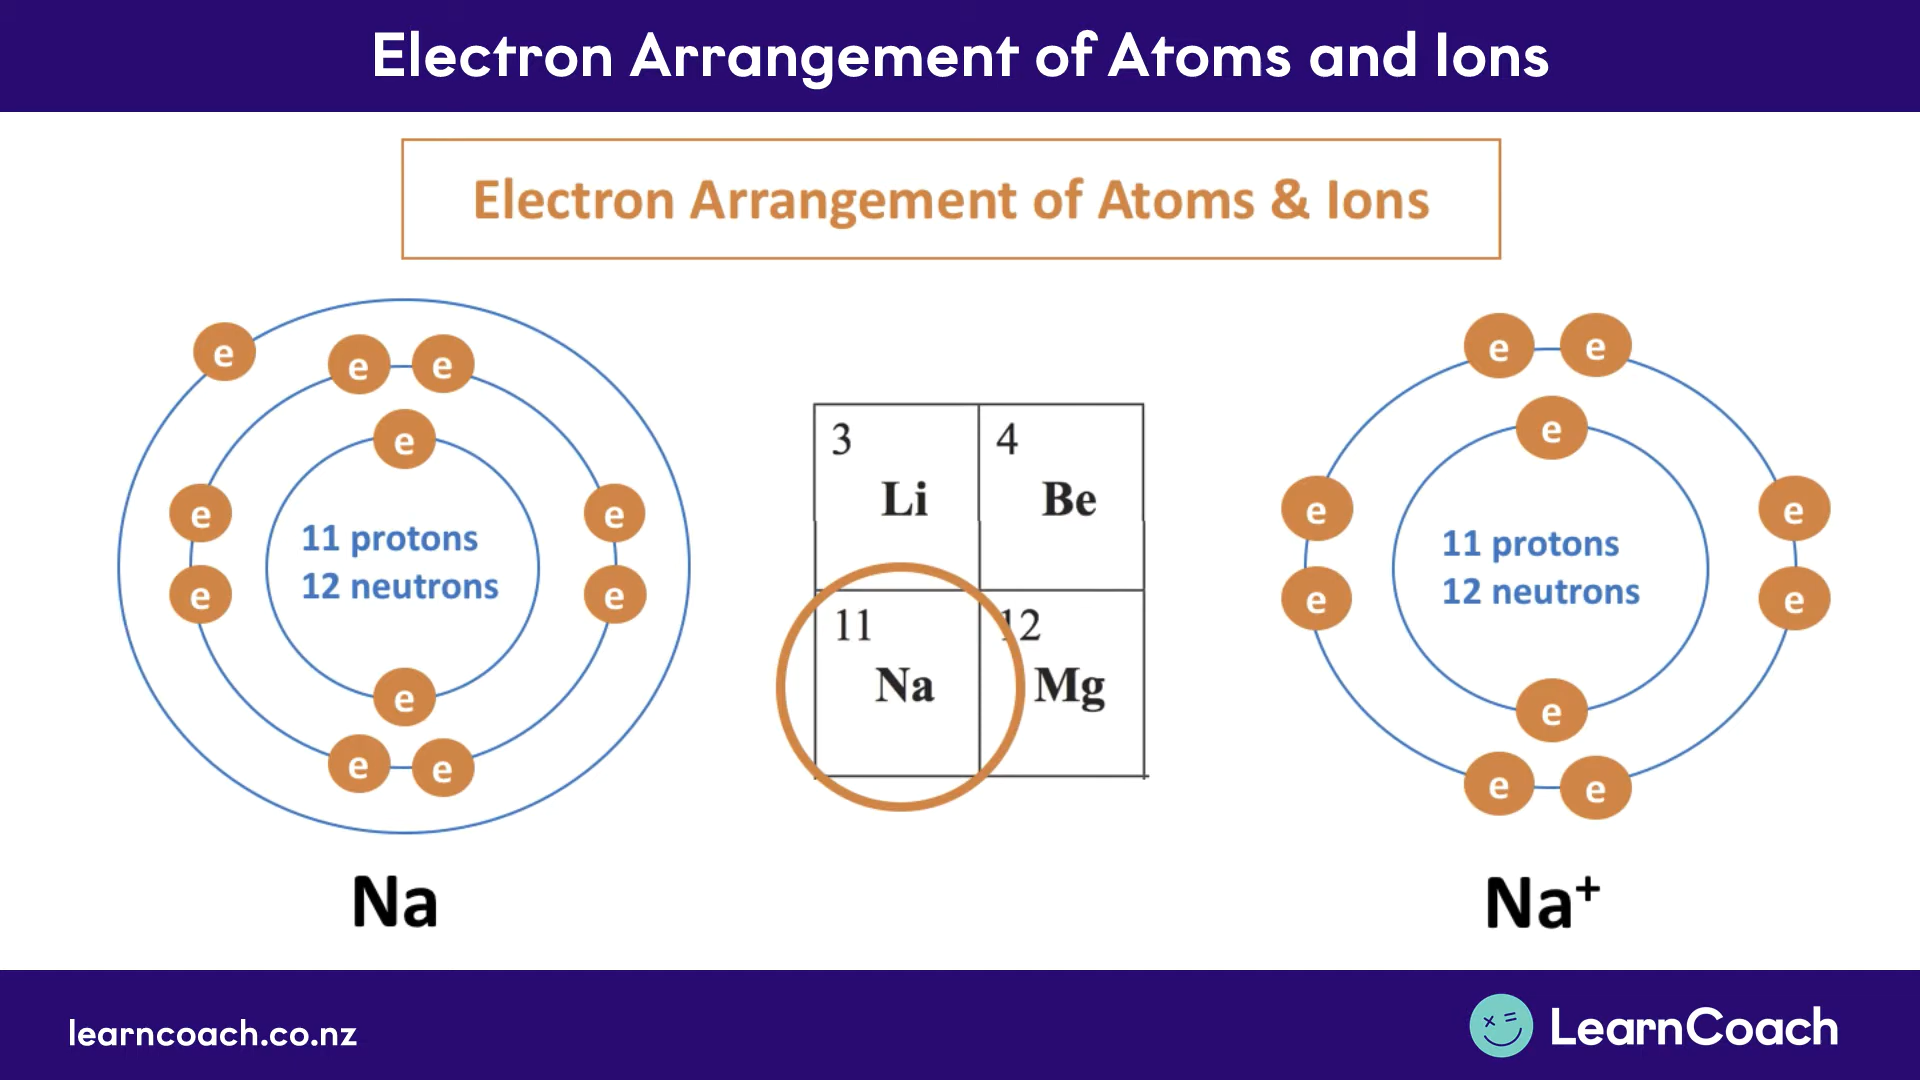 Electron Arrangement of Atoms and Ions
Electron Arrangement of Atoms & Ions
e
e
e
e
e
e
e
e
e
e
e
11 protons
12 neutrons
Na
3
Li
4
Be
11
Na
12
Mg
e
e
e
e
e
e
e
e
e
e
11 protons
12 neutrons
Na⁺
learncoach.co.nz
LearnCoach